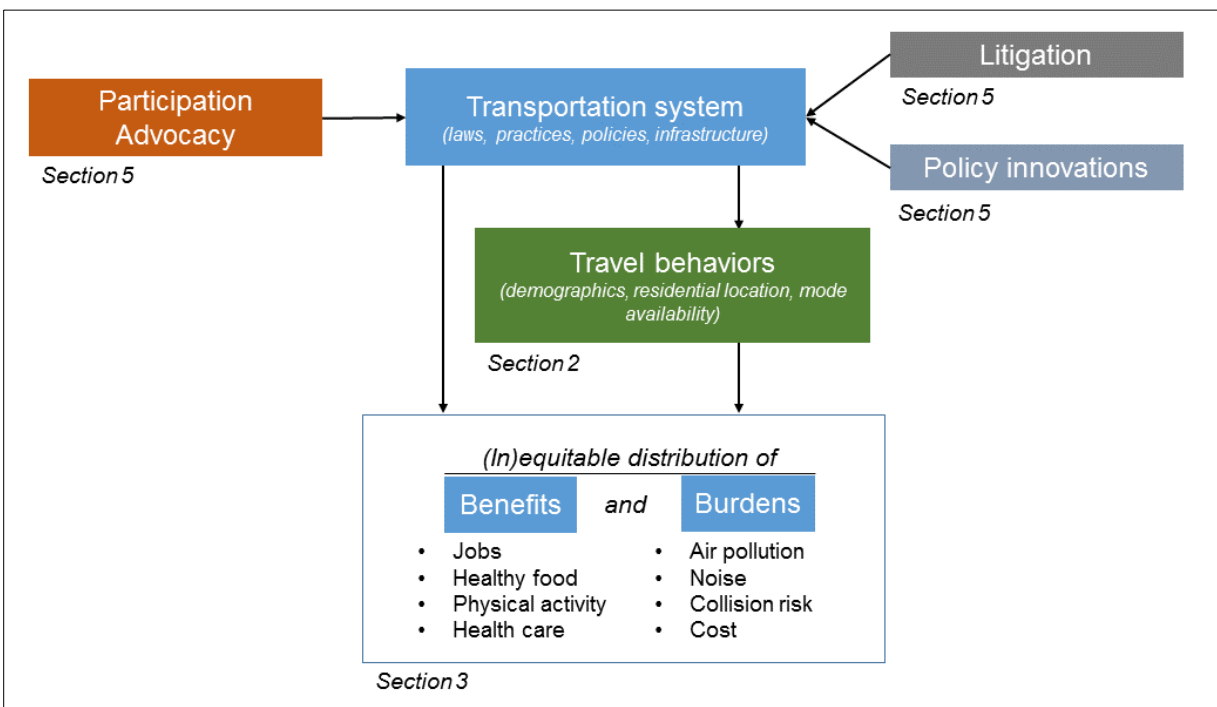 Participation
Advocacy
Section 5
Transportation system
(laws, practices, policies, infrastructure)
Litigation
Section 5
Policy innovations
Section 5
Travel behaviors
(demographics, residential location, mode
availability)
Section 2
(In)equitable distribution of
Benefits and Burdens
• Jobs
• Healthy food
• Physical activity
• Health care
• Air pollution
• Noise
• Collision risk
• Cost
Section 3